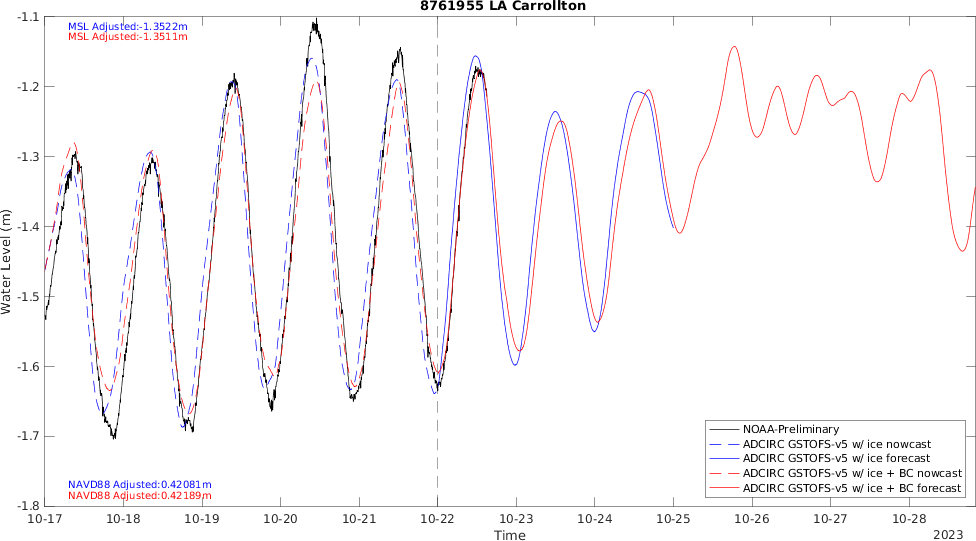 8761955 LA Carrollton
-1.1
MSL Adjusted:-1.3522m
MSL Adjusted:-1.3511m
-1.2
-1.3
-1.4
-1.5
-1.6
-1.7
-1.8
Water Level (m)
NOAA-Preliminary
ADCIRC GSTOFS-v5 w/ ice nowcast
ADCIRC GSTOFS-v5 w/ ice forecast
ADCIRC GSTOFS-v5 w/ ice + BC nowcast
ADCIRC GSTOFS-v5 w/ ice + BC forecast
NAVD88 Adjusted:0.42081m
NAVD88 Adjusted:0.42189m
10-17 10-18 10-19 10-20 10-21 10-22 10-23 10-24 10-25 10-26 10-27 10-28
Time
2023